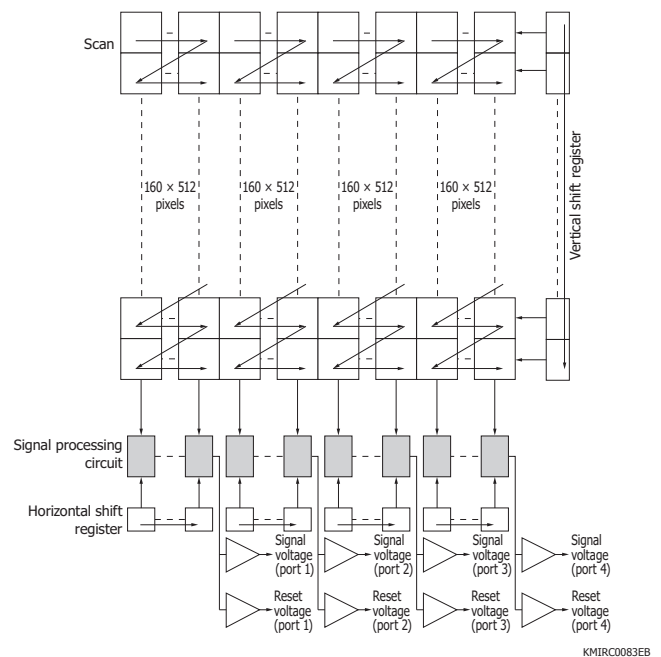 Scan
160 × 512
pixels
160 × 512
pixels
160 × 512
pixels
160 × 512
pixels
Vertical shift register
Signal processing
circuit
Horizontal shift
register
Signal
voltage
(port 1)
Signal
voltage
(port 2)
Signal
voltage
(port 3)
Signal
voltage
(port 4)
Reset
voltage
(port 1)
Reset
voltage
(port 2)
Reset
voltage
(port 3)
Reset
voltage
(port 4)
KMIRC0083EB